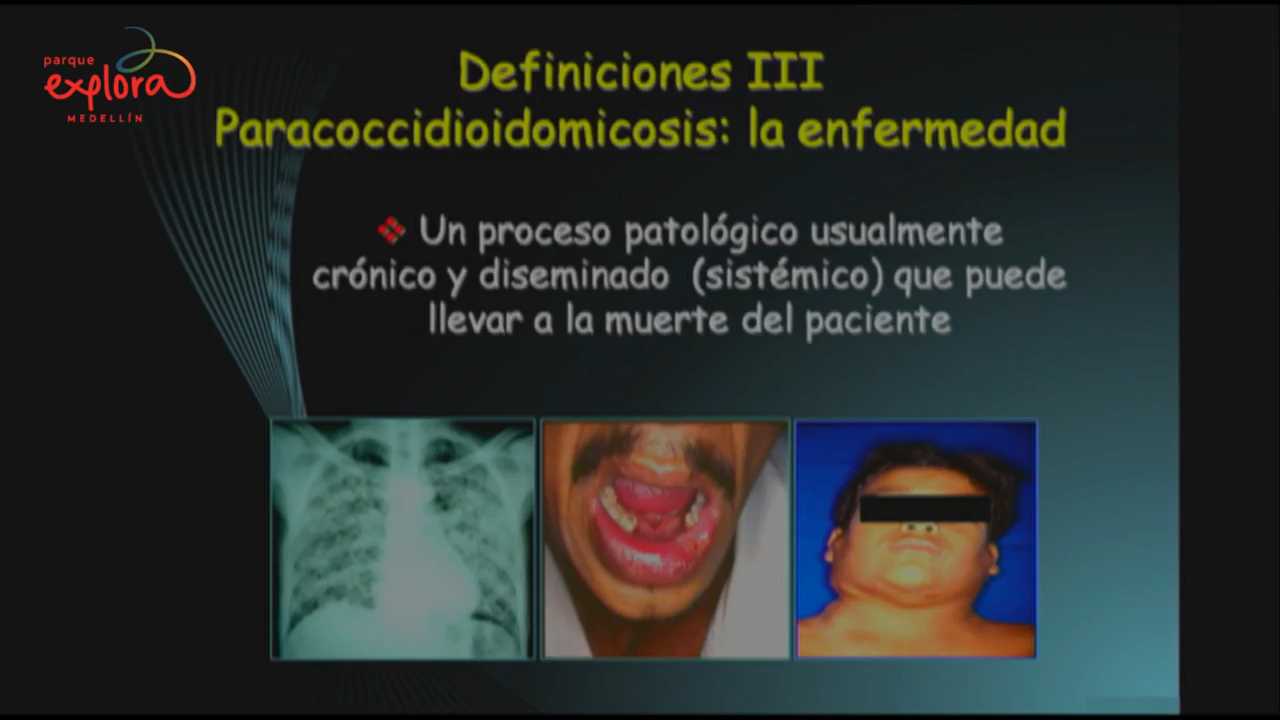 parque
explora
MEDELLÍN
Definiciones III
Paracoccidioidomicosis: la enfermedad
Un proceso patológico usualmente
crónico y diseminado (sistémico) que puede
llevar a la muerte del paciente